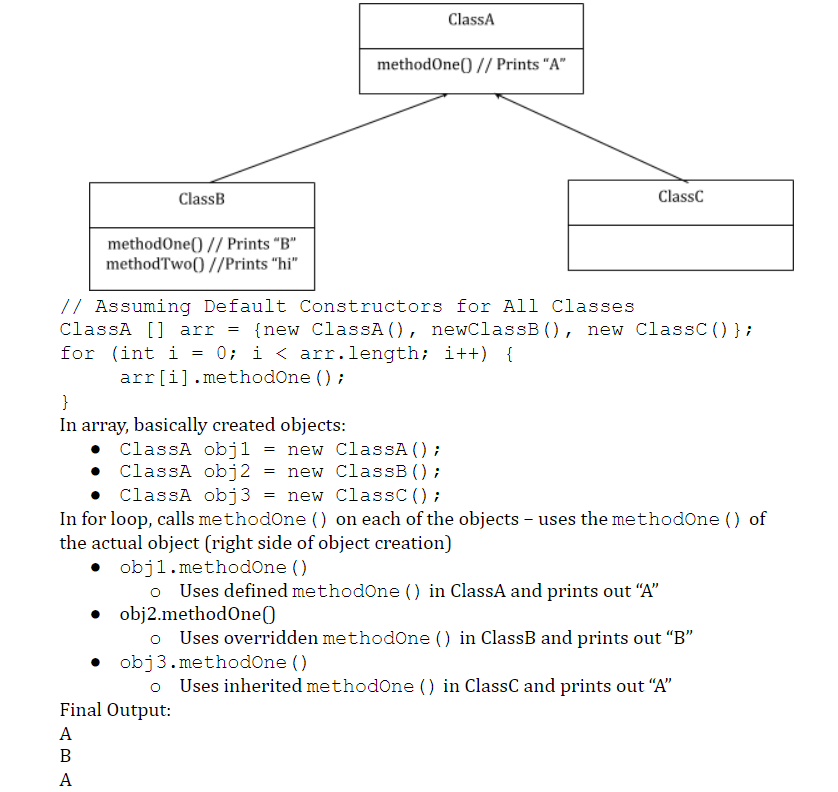 ClassA
methodOne() // Prints “A”
ClassB
methodOne() // Prints “B”
methodTwo() //Prints “hi”
ClassC
// Assuming Default Constructors for All Classes
ClassA [] arr = {new ClassA(), newClassB(), new ClassC()};
for (int i = 0; i < arr.length; i++) {
arr[i].methodOne();
}
In array, basically created objects:
● ClassA obj1 = new ClassA();
● ClassA obj2 = new ClassB();
● ClassA obj3 = new ClassC();
In for loop, calls methodOne() on each of the objects – uses the methodOne() of
the actual object (right side of object creation)
● obj1.methodOne()
○ Uses defined methodOne() in ClassA and prints out “A”
● obj2.methodOne()
○ Uses overridden methodOne() in ClassB and prints out “B”
● obj3.methodOne()
○ Uses inherited methodOne() in ClassC and prints out “A”
Final Output:
A
B
A